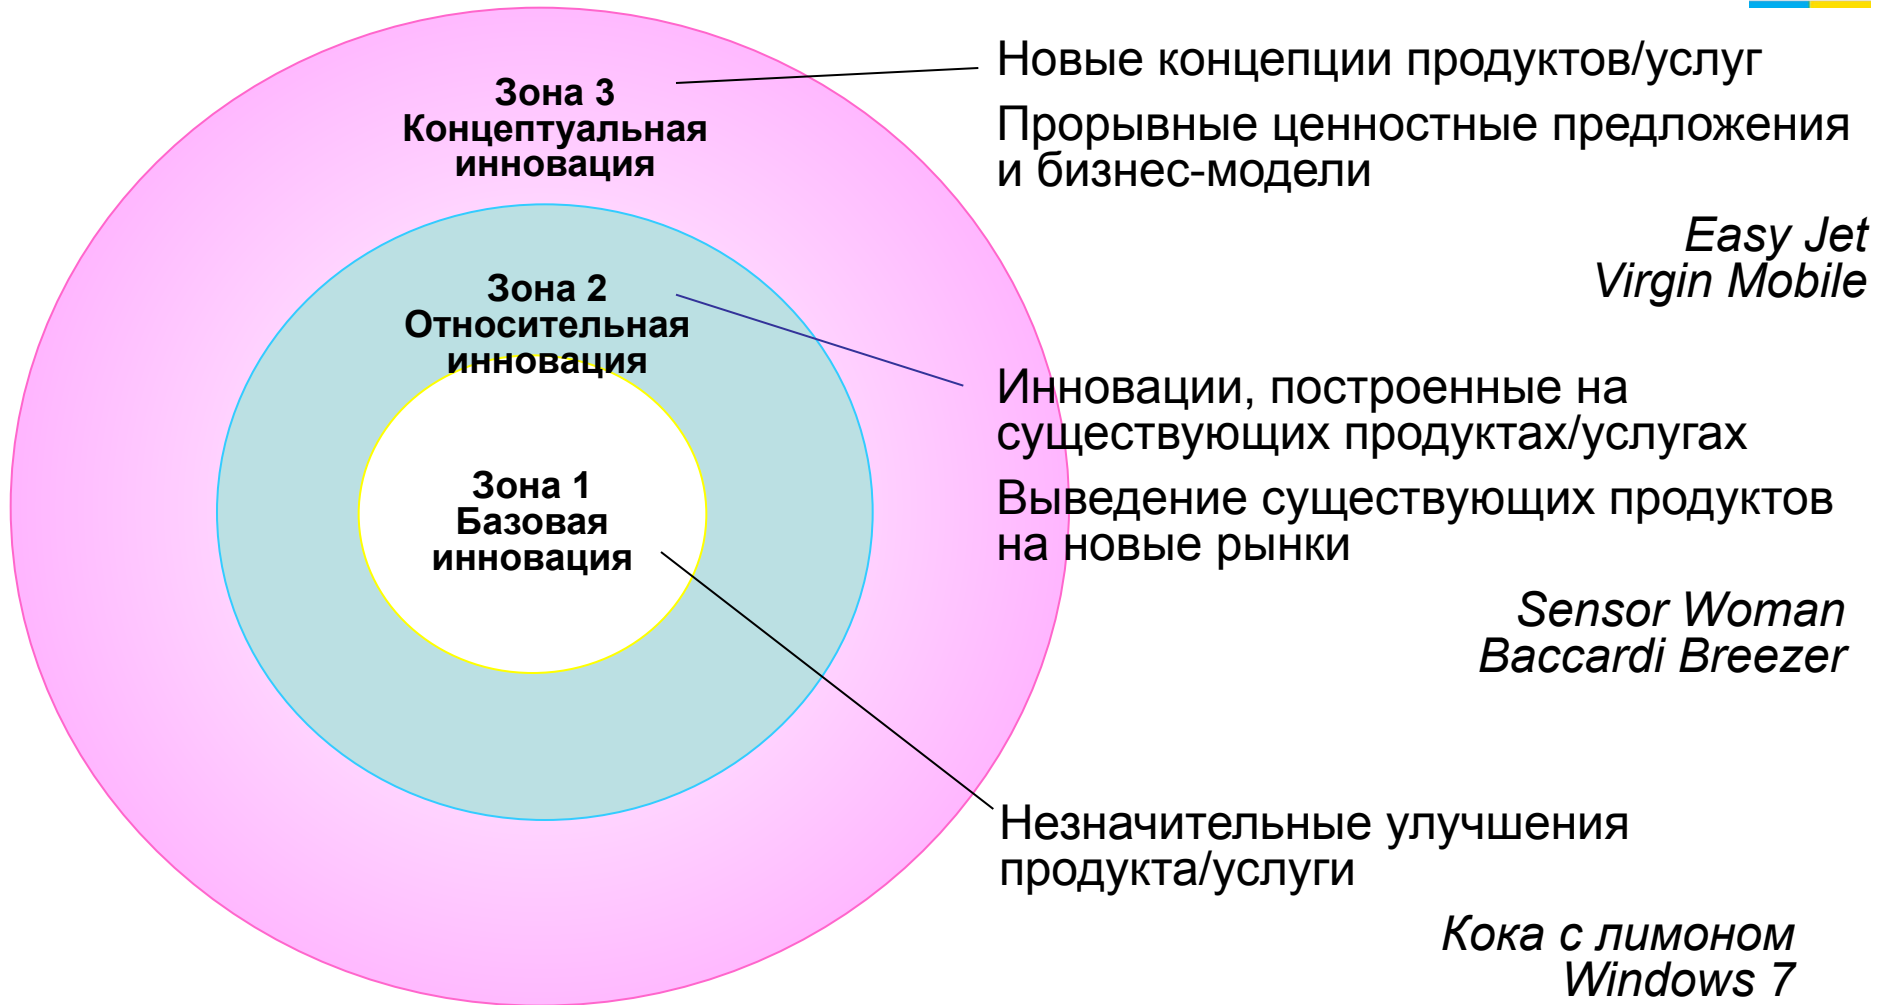 Зона 3
Концептуальная
инновация
Новые концепции продуктов/услуг
Прорывные ценностные предложения
и бизнес-модели
Easy Jet
Virgin Mobile
Зона 2
Относительная
инновация
Инновации, построенные на
существующих продуктах/услугах
Выведение существующих продуктов
на новые рынки
Sensor Woman
Baccardi Breezer
Зона 1
Базовая
инновация
Незначительные улучшения
продукта/услуги
Кока с лимоном
Windows 7